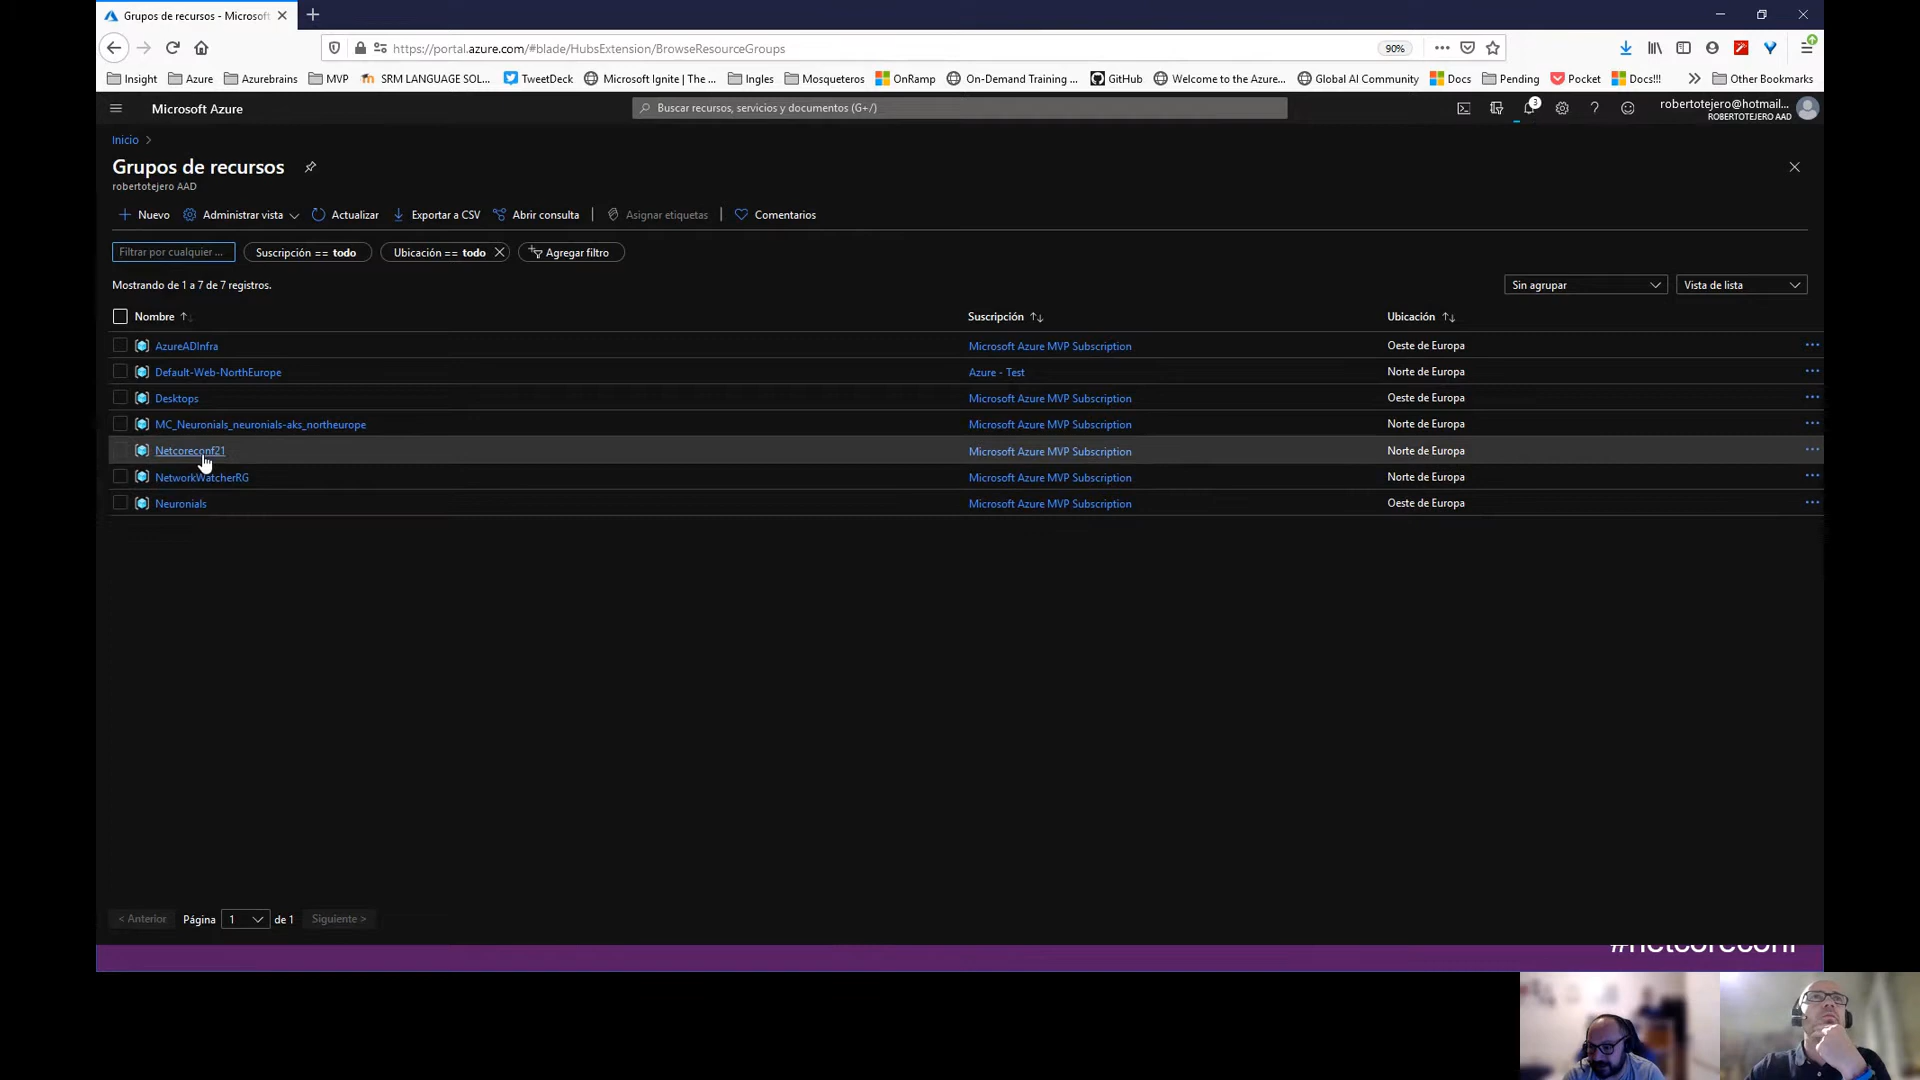 Grupos de recursos - Microsoft
https://portal.azure.com/#blade/HubsExtension/BrowseResourceGroups
90%
Insight
Azure
Azurebrains
MVP
SRM LANGUAGE SOL...
TweetDeck
Microsoft Ignite | The ...
Ingles
Mosqueteros
OnRamp
On-Demand Training ...
GitHub
Welcome to the Azure...
Global AI Community
Docs
Pending
Pocket
Docs!!!
Other Bookmarks
Microsoft Azure
Buscar recursos, servicios y documentos (G+/)
3
robertotejero@hotmail...
ROBERTOTEJERO AAD
Inicio
Grupos de recursos
robertotejero AAD
Nuevo
Administrar vista
Actualizar
Exportar a CSV
Abrir consulta
Asignar etiquetas
Comentarios
Filtrar por cualquier ...
Suscripción == todo
Ubicación == todo
Agregar filtro
Mostrando de 1 a 7 de 7 registros.
Sin agrupar
Vista de lista
Nombre
Suscripción
Ubicación
AzureADInfra
Microsoft Azure MVP Subscription
Oeste de Europa
Default-Web-NorthEurope
Azure - Test
Norte de Europa
Desktops
Microsoft Azure MVP Subscription
Oeste de Europa
MC_Neuronials_neuronials-aks_northeurope
Microsoft Azure MVP Subscription
Norte de Europa
Netcoreconf21
Microsoft Azure MVP Subscription
Norte de Europa
NetworkWatcherRG
Microsoft Azure MVP Subscription
Norte de Europa
Neuronials
Microsoft Azure MVP Subscription
Oeste de Europa
< Anterior
Página
1
de 1
Siguiente >
#netcoreconf